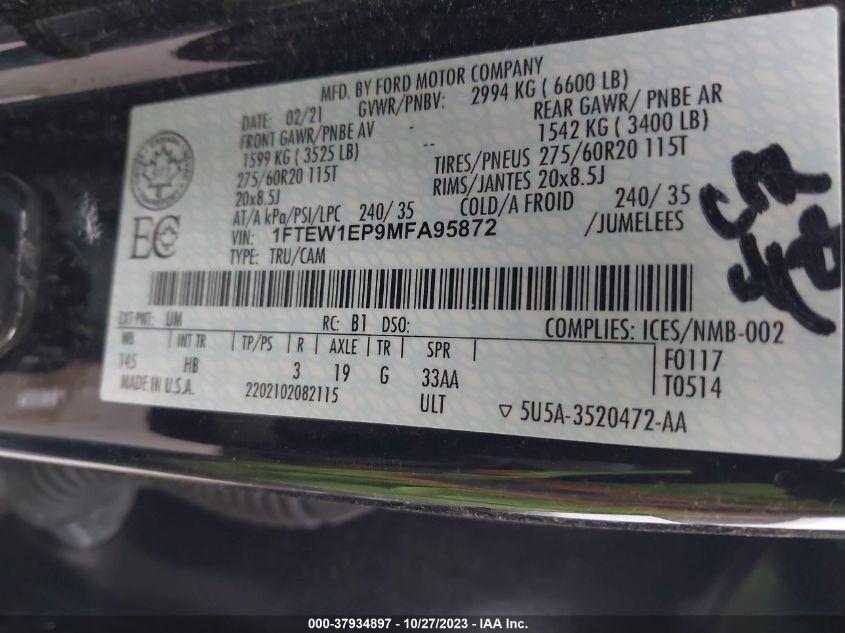 MFD. BY FORD MOTOR COMPANY
DATE: 02/21 GVWR/PNBV: 2994 KG ( 6600 LB)
FRONT GAWR/PNBE AV - REAR GAWR/ PNBE AR
1599 KG ( 3525 LB) - 1542 KG ( 3400 LB)
275/60R20 115T TIRES/PNEUS 275/60R20 115T
20x8.5J RIMS/JANTES 20x8.5J
AT/A kPa/PSI/LPC 240/ 35 COLD/A FROID 240/ 35
VIN: 1FTEW1EP9MFA95872 /JUMELEES
TYPE: TRU/CAM
EC
EXT PNT: UM RC: B1 DSO: COMPLIES: ICES/NMB-002
WB INT TR TP/PS R AXLE TR SPR F0117
145 HB 3 19 G 33AA T0514
MADE IN U.S.A. 2202102082115 ULT ▽ 5U5A-3520472-AA
000-37934897 - 10/27/2023 - IAA Inc.